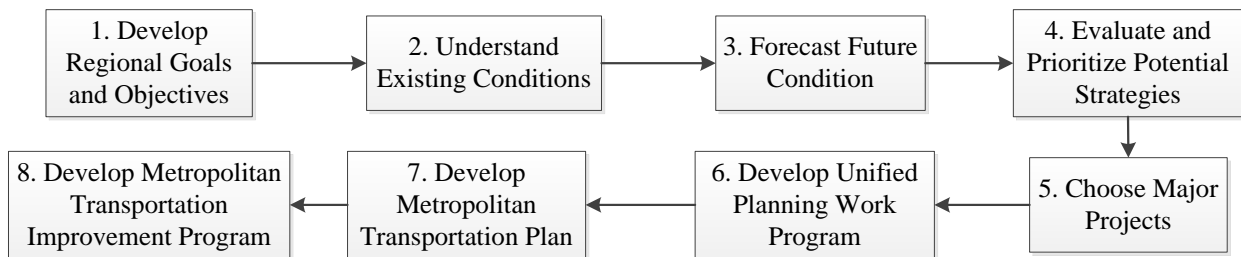 1. Develop
Regional Goals
and Objectives
2. Understand
Existing Conditions
3. Forecast Future
Condition
4. Evaluate and
Prioritize Potential
Strategies
5. Choose Major
Projects
6. Develop Unified
Planning Work
Program
7. Develop
Metropolitan
Transportation Plan
8. Develop Metropolitan
Transportation
Improvement Program